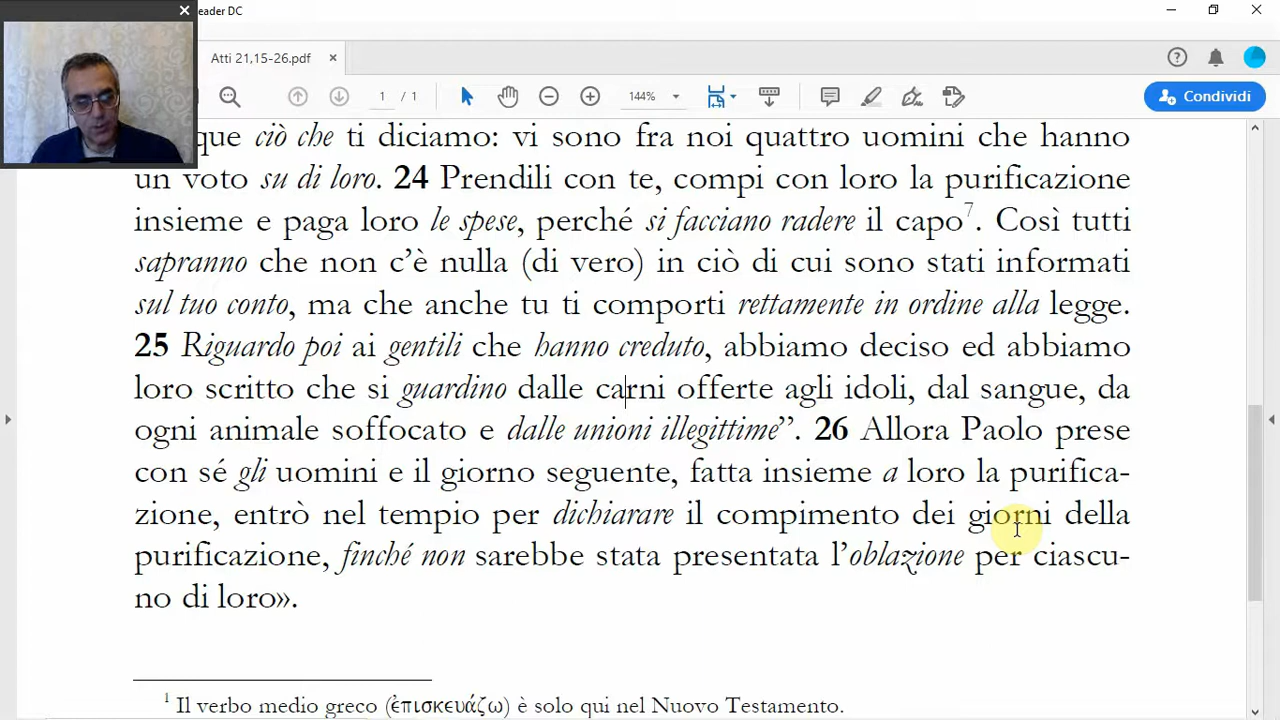 eader DC
Atti 21,15-26.pdf
1 / 1
144%
Condividi
que ciò che ti diciamo: vi sono fra noi quattro uomini che hanno
un voto su di loro. 24 Prendili con te, compi con loro la purificazione
insieme e paga loro le spese, perché si facciano radere il capo7. Così tutti
sapranno che non c’è nulla (di vero) in ciò di cui sono stati informati
sul tuo conto, ma che anche tu ti comporti rettamente in ordine alla legge.
25 Riguardo poi ai gentili che hanno creduto, abbiamo deciso ed abbiamo
loro scritto che si guardino dalle carni offerte agli idoli, dal sangue, da
ogni animale soffocato e dalle unioni illegittime”. 26 Allora Paolo prese
con sé gli uomini e il giorno seguente, fatta insieme a loro la purifica-
zione, entrò nel tempio per dichiarare il compimento dei giorni della
purificazione, finché non sarebbe stata presentata l’oblazione per ciascu-
no di loro».
1 Il verbo medio greco (ἐπισκευάζω) è solo qui nel Nuovo Testamento.